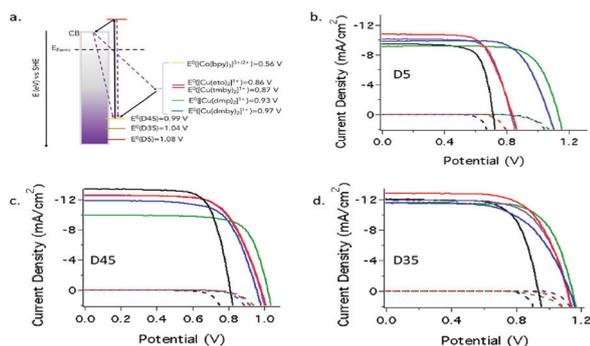 a.
CB
E Fermi
E (eV) vs SHE
E⁰([Co(bpy)₃]³⁺/²⁺)=0.56 V
E⁰([Cu(eto)₂]¹⁺)=0.86 V
E⁰([Cu(tmby)₂]¹⁺)=0.87 V
E⁰([Cu(dmp)₂]¹⁺)=0.93 V
E⁰([Cu(dmby)₂]¹⁺)=0.97 V
E⁰(D45)=0.99 V
E⁰(D35)=1.04 V
E⁰(D5)=1.08 V
b.
Current Density (mA/cm²)
-12
-8
-4
0
D5
0.0
0.4
0.8
1.2
Potential (V)
c.
Current Density (mA/cm²)
-12
-8
-4
0
D45
0.0
0.2
0.4
0.6
0.8
1.0
Potential (V)
d.
Current Density (mA/cm²)
-12
-8
-4
0
D35
0.0
0.4
0.8
1.2
Potential (V)